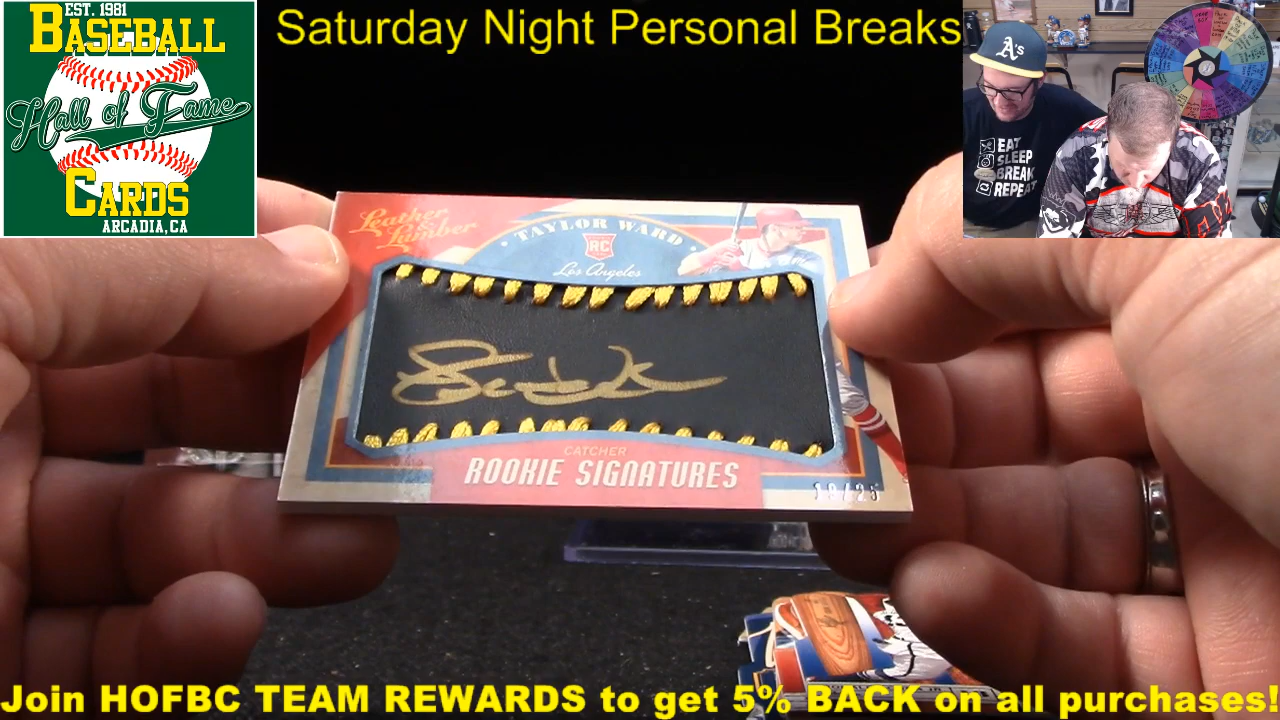 EST. 1981
BASEBALL
Hall of Fame
CARDS
ARCADIA, CA
Saturday Night Personal Breaks
A's
EAT
SLEEP
BREAK
REPEAT
Leather & Lumber
TAYLOR WARD
RC
Los Angeles
CATCHER
ROOKIE SIGNATURES
19/25
Join HOFBC TEAM REWARDS to get 5% BACK on all purchases!